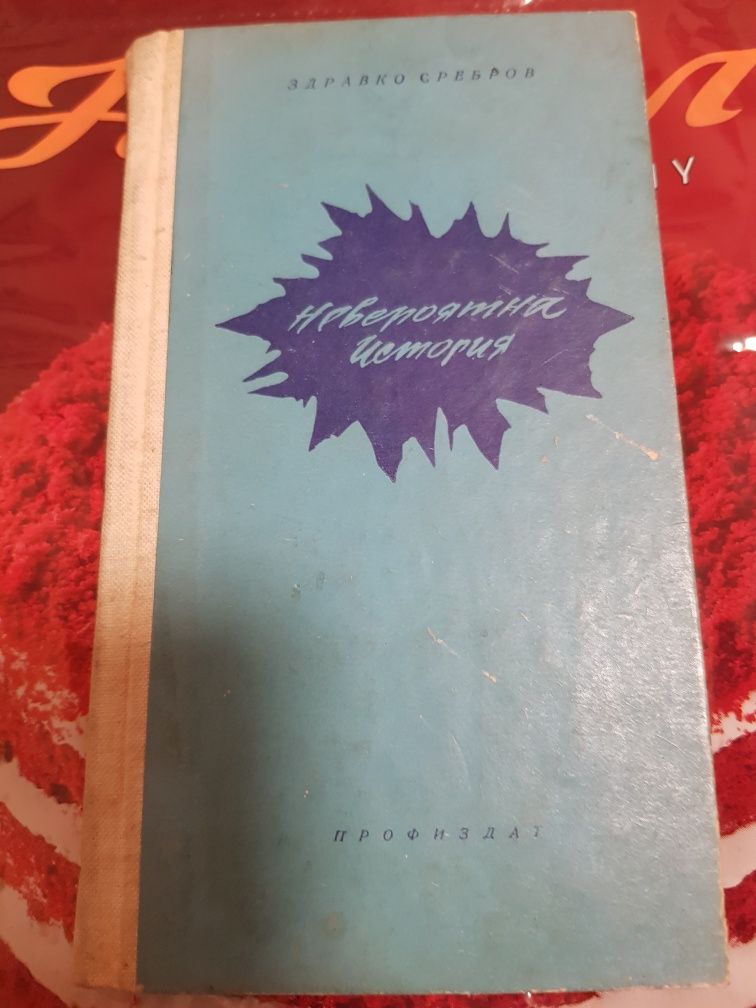 ЗДРАВКО СРЕБРОВ
Невероятна
история
ПРОФИЗДАТ